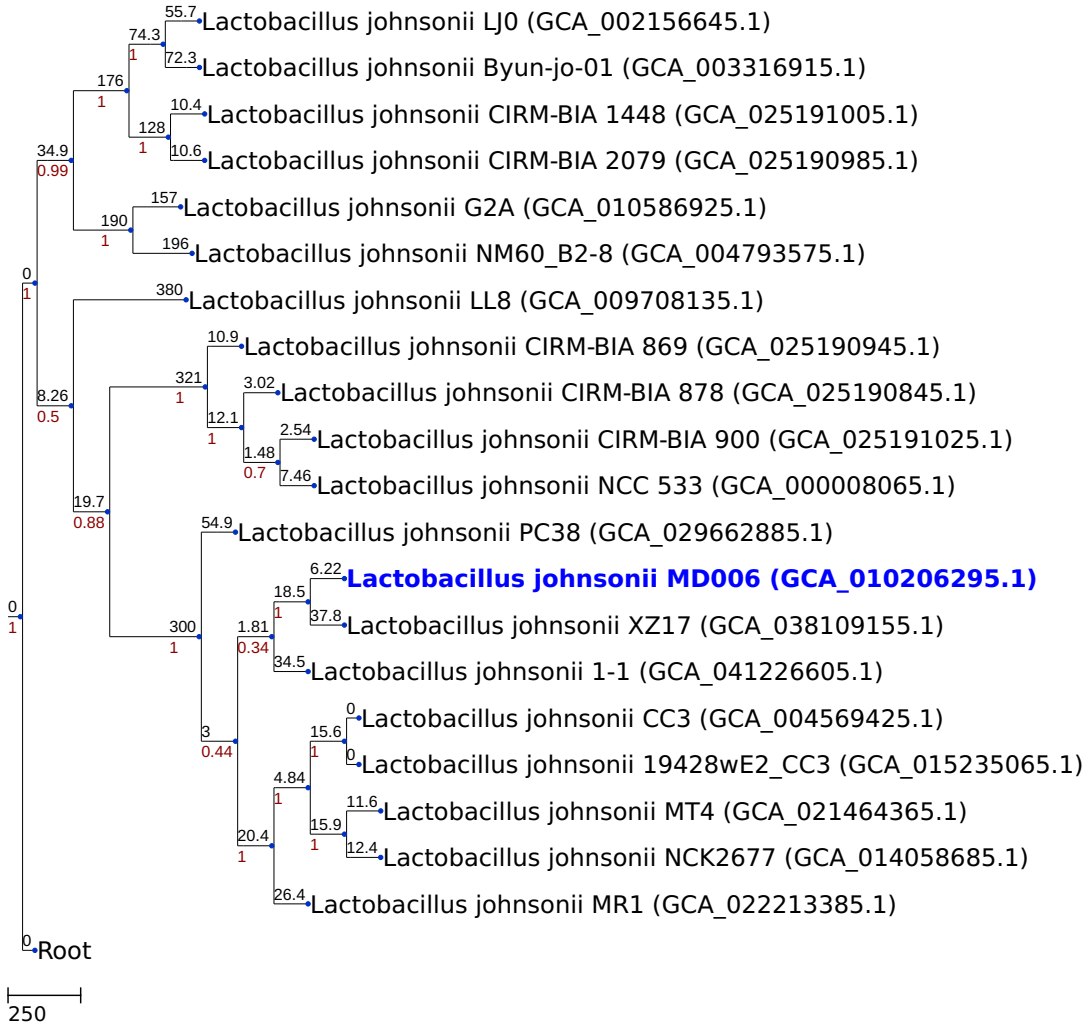 55.7
Lactobacillus johnsonii LJ0 (GCA_002156645.1)
74.3
1
72.3
Lactobacillus johnsonii Byun-jo-01 (GCA_003316915.1)
176
1
10.4
Lactobacillus johnsonii CIRM-BIA 1448 (GCA_025191005.1)
128
1
10.6
Lactobacillus johnsonii CIRM-BIA 2079 (GCA_025190985.1)
34.9
0.99
157
Lactobacillus johnsonii G2A (GCA_010586925.1)
190
1
196
Lactobacillus johnsonii NM60_B2-8 (GCA_004793575.1)
0
1
380
Lactobacillus johnsonii LL8 (GCA_009708135.1)
10.9
Lactobacillus johnsonii CIRM-BIA 869 (GCA_025190945.1)
321
1
3.02
Lactobacillus johnsonii CIRM-BIA 878 (GCA_025190845.1)
8.26
0.5
12.1
1
2.54
Lactobacillus johnsonii CIRM-BIA 900 (GCA_025191025.1)
1.48
0.7
7.46
Lactobacillus johnsonii NCC 533 (GCA_000008065.1)
19.7
0.88
54.9
Lactobacillus johnsonii PC38 (GCA_029662885.1)
6.22
Lactobacillus johnsonii MD006 (GCA_010206295.1)
18.5
1
37.8
Lactobacillus johnsonii XZ17 (GCA_038109155.1)
0
1
300
1
1.81
0.34
34.5
Lactobacillus johnsonii 1-1 (GCA_041226605.1)
0
Lactobacillus johnsonii CC3 (GCA_004569425.1)
3
0.44
15.6
1
0
Lactobacillus johnsonii 19428wE2_CC3 (GCA_015235065.1)
4.84
1
11.6
Lactobacillus johnsonii MT4 (GCA_021464365.1)
15.9
1
20.4
1
12.4
Lactobacillus johnsonii NCK2677 (GCA_014058685.1)
26.4
Lactobacillus johnsonii MR1 (GCA_022213385.1)
0
Root
250